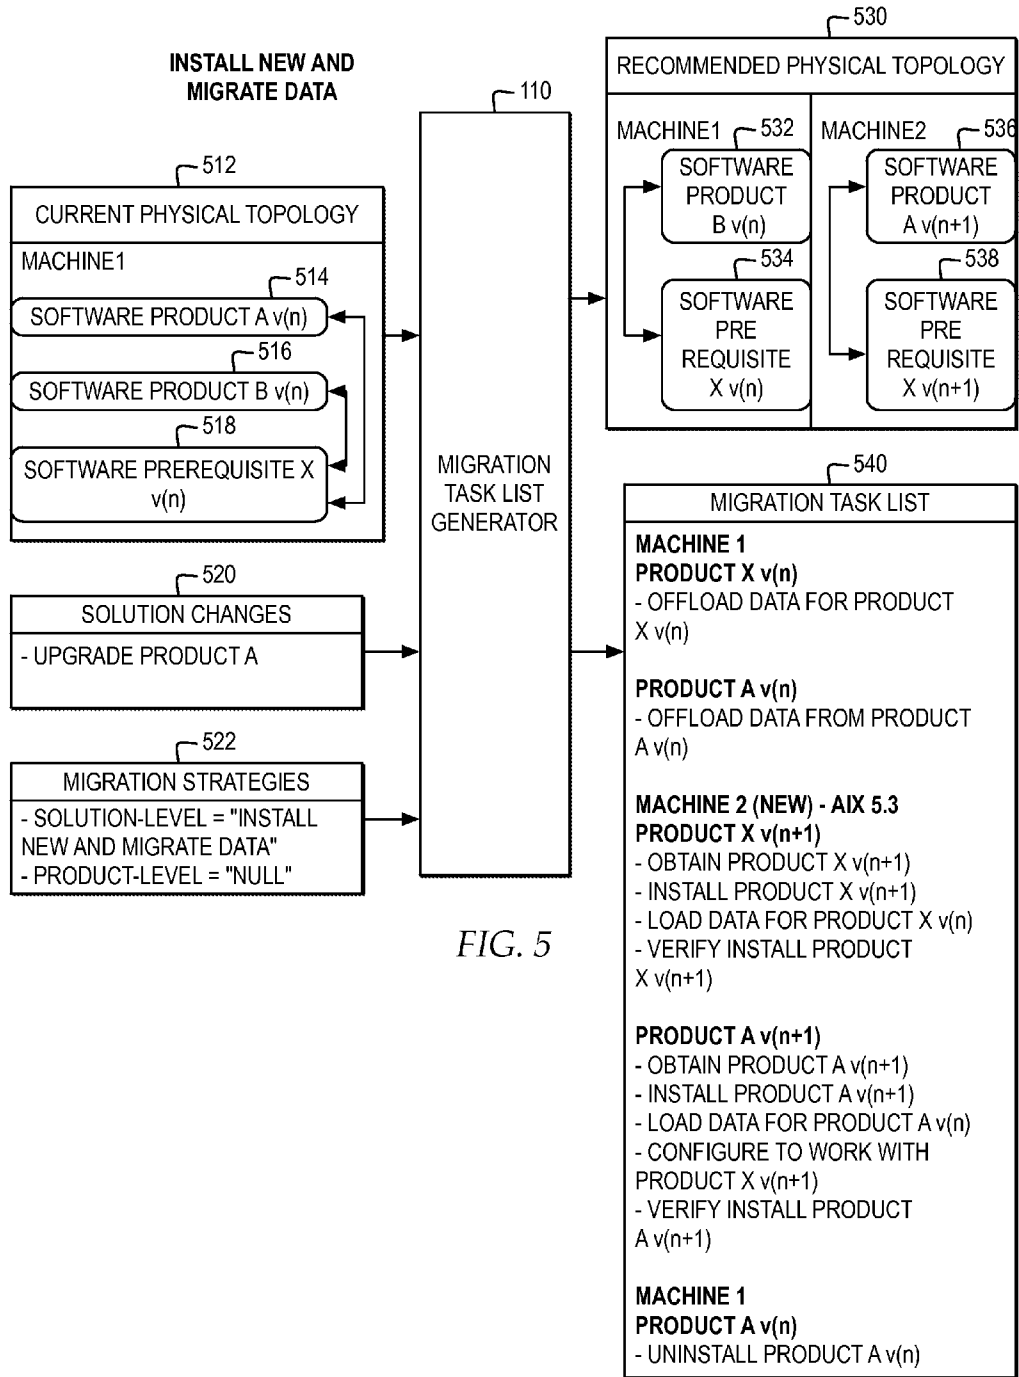 INSTALL NEW AND
MIGRATE DATA
512
CURRENT PHYSICAL TOPOLOGY
MACHINE1
514
SOFTWARE PRODUCT A v(n)
516
SOFTWARE PRODUCT B v(n)
518
SOFTWARE PREREQUISITE X
v(n)
520
SOLUTION CHANGES
- UPGRADE PRODUCT A
522
MIGRATION STRATEGIES
- SOLUTION-LEVEL = "INSTALL
NEW AND MIGRATE DATA"
- PRODUCT-LEVEL = "NULL"
110
MIGRATION
TASK LIST
GENERATOR
530
RECOMMENDED PHYSICAL TOPOLOGY
MACHINE1
532
SOFTWARE
PRODUCT
B v(n)
534
SOFTWARE
PRE
REQUISITE
X v(n)
MACHINE2
536
SOFTWARE
PRODUCT
A v(n+1)
538
SOFTWARE
PRE
REQUISITE
X v(n+1)
540
MIGRATION TASK LIST
MACHINE 1
PRODUCT X v(n)
- OFFLOAD DATA FOR PRODUCT
X v(n)
PRODUCT A v(n)
- OFFLOAD DATA FROM PRODUCT
A v(n)
MACHINE 2 (NEW) - AIX 5.3
PRODUCT X v(n+1)
- OBTAIN PRODUCT X v(n+1)
- INSTALL PRODUCT X v(n+1)
- LOAD DATA FOR PRODUCT X v(n)
- VERIFY INSTALL PRODUCT
X v(n+1)
PRODUCT A v(n+1)
- OBTAIN PRODUCT A v(n+1)
- INSTALL PRODUCT A v(n+1)
- LOAD DATA FOR PRODUCT A v(n)
- CONFIGURE TO WORK WITH
PRODUCT X v(n+1)
- VERIFY INSTALL PRODUCT
A v(n+1)
MACHINE 1
PRODUCT A v(n)
- UNINSTALL PRODUCT A v(n)
FIG. 5